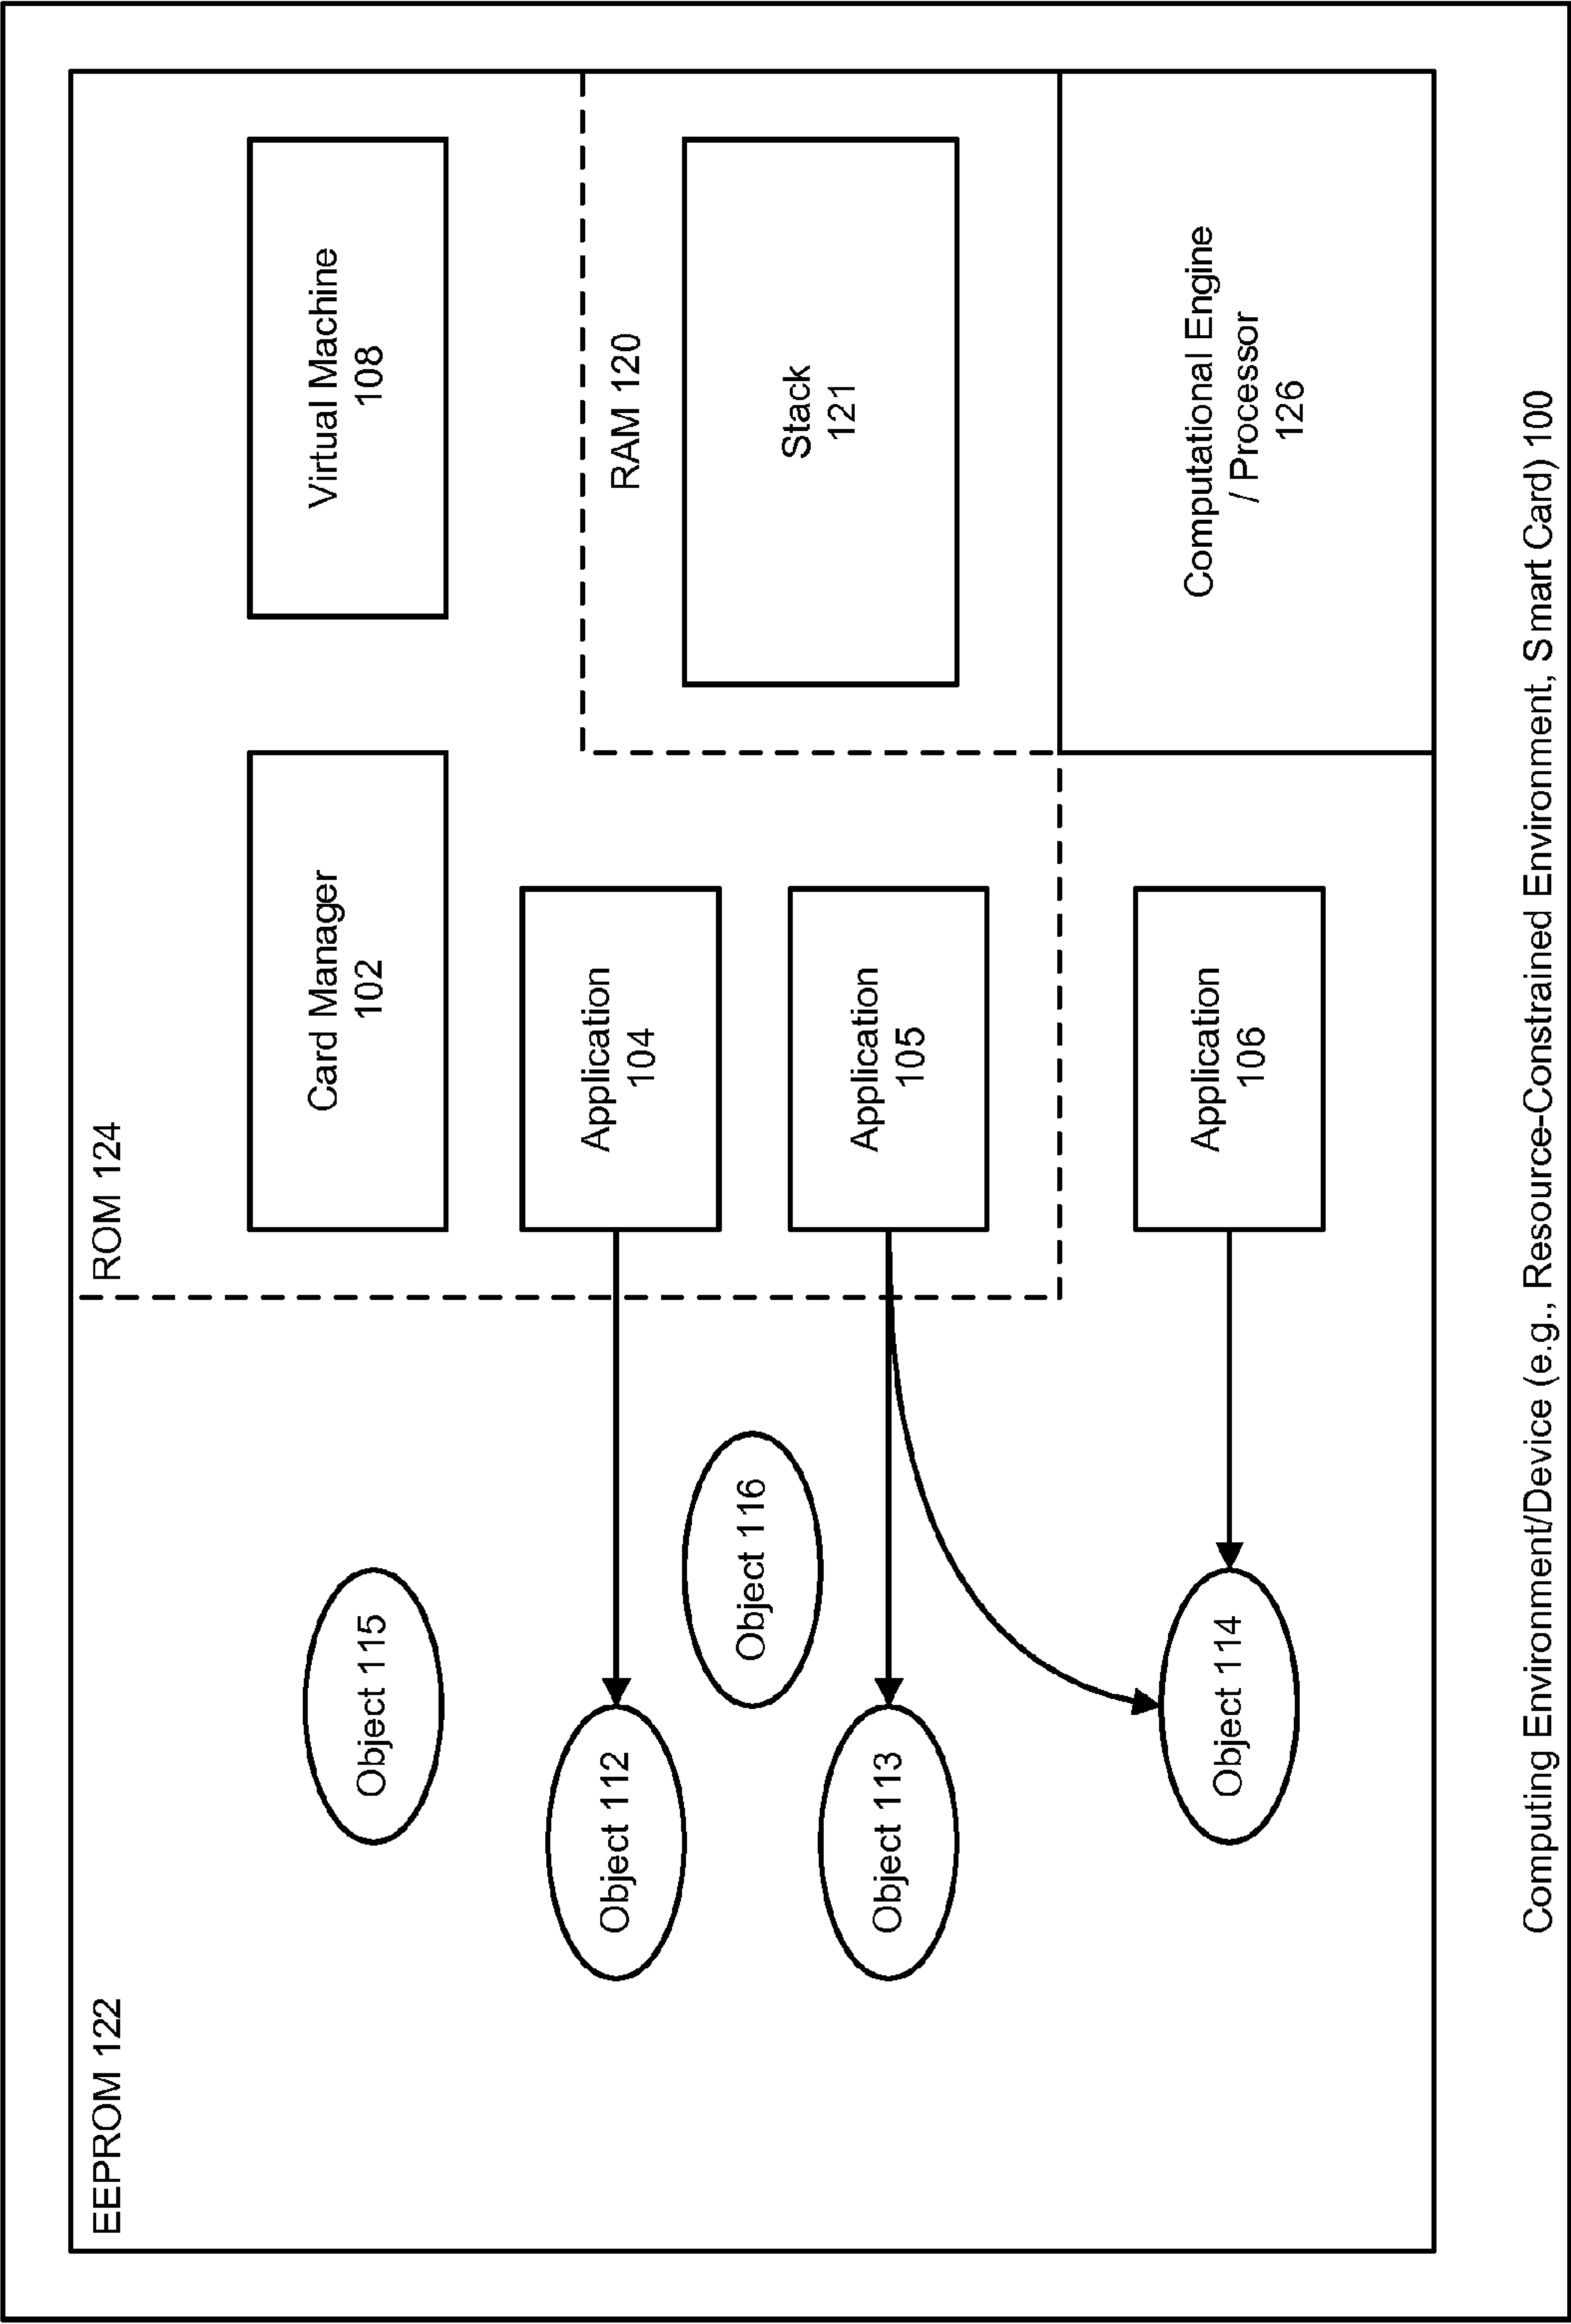 EEPROM 122
ROM 124
Card Manager
102
Virtual Machine
108
Object 115
Object 112
Application
104
RAM 120
Object 116
Stack
121
Object 113
Application
105
Object 114
Application
106
Computational Engine
/ Processor
126
Computing Environment/Device (e.g., Resource-Constrained Environment, Smart Card) 100